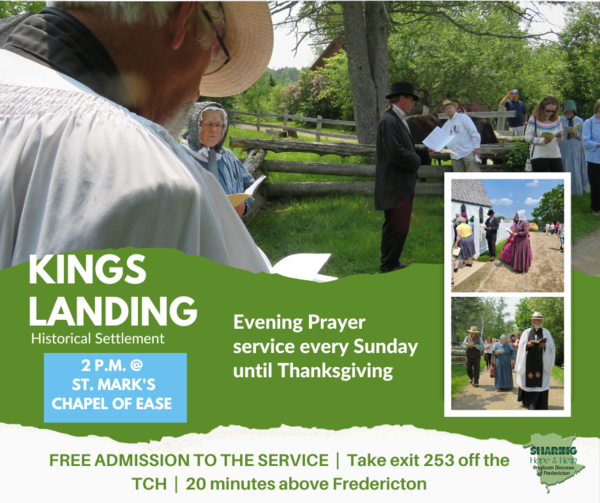 KINGS
LANDING
Historical Settlement
2 P.M. @
ST. MARK'S
CHAPEL OF EASE
Evening Prayer
service every Sunday
until Thanksgiving
FREE ADMISSION TO THE SERVICE | Take exit 253 off the
TCH | 20 minutes above Fredericton
SHARING
Hope & Help
Anglican Diocese
of Fredericton